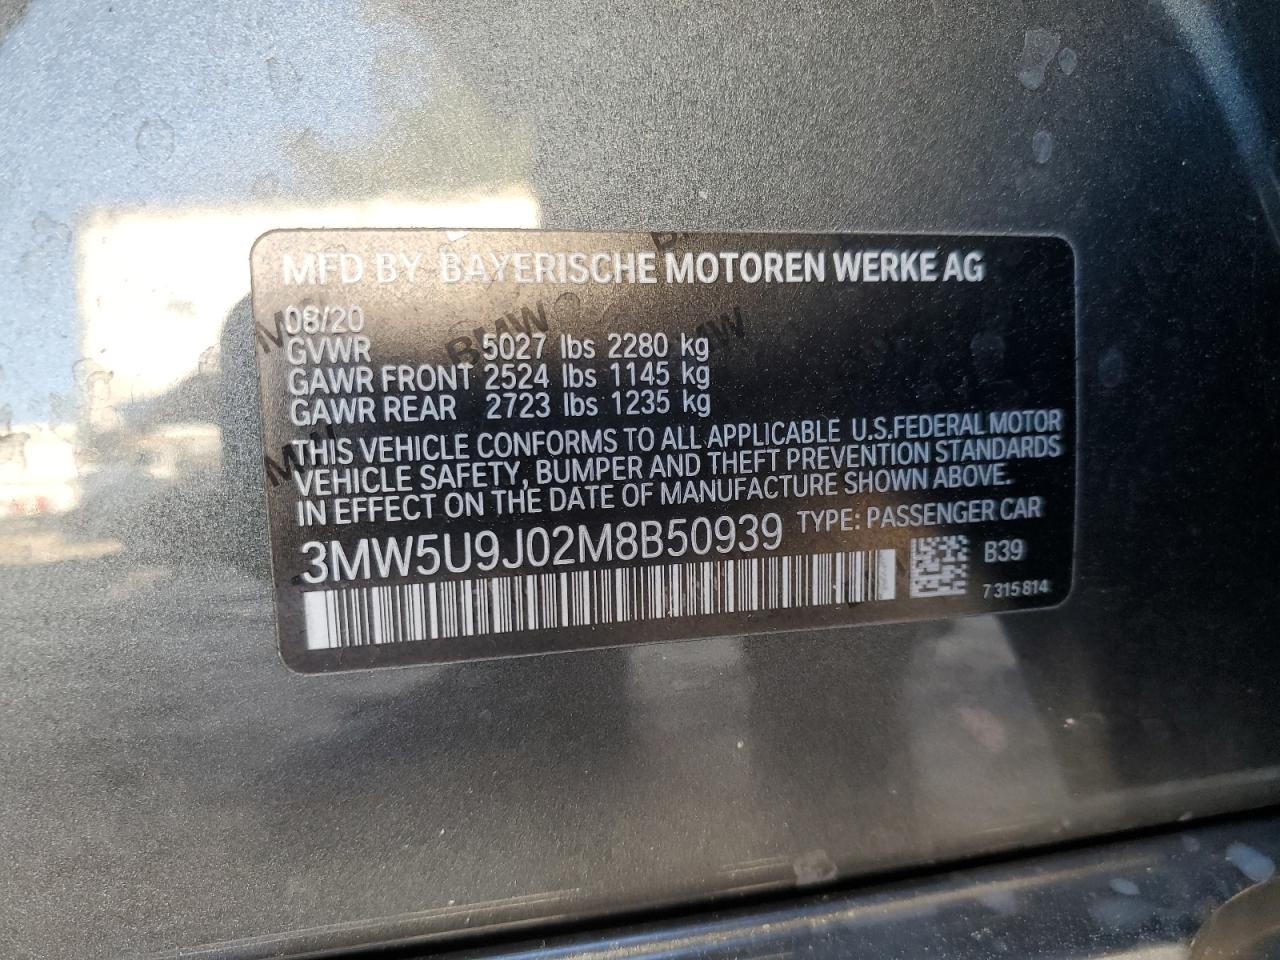 MFD BY BAYERISCHE MOTOREN WERKE AG
08/20
GVWR 5027 lbs 2280 kg
GAWR FRONT 2524 lbs 1145 kg
GAWR REAR 2723 lbs 1235 kg
THIS VEHICLE CONFORMS TO ALL APPLICABLE U.S.FEDERAL MOTOR
VEHICLE SAFETY, BUMPER AND THEFT PREVENTION STANDARDS
IN EFFECT ON THE DATE OF MANUFACTURE SHOWN ABOVE.
3MW5U9J02M8B50939 TYPE: PASSENGER CAR
B39
7 315 814
BMW
BMW